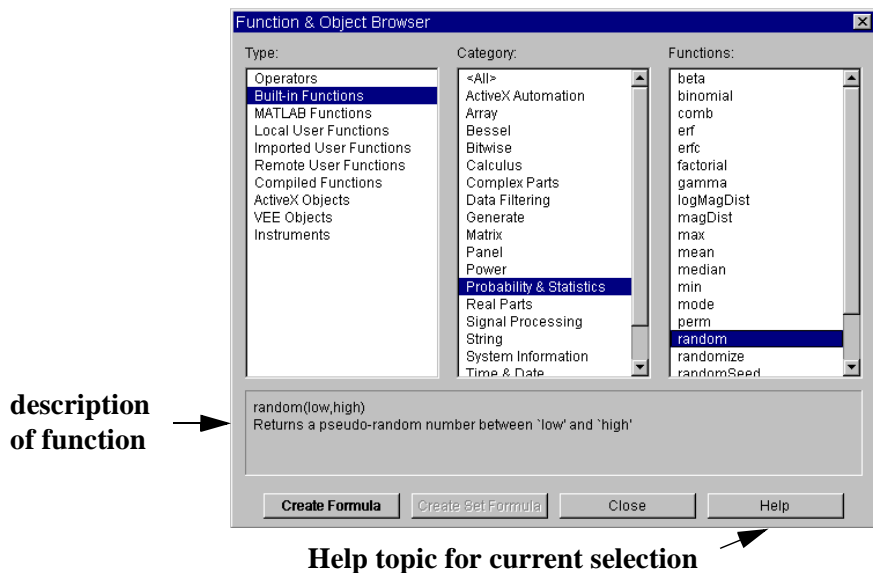 Function & Object Browser
Type:
Operators
Built-in Functions
MATLAB Functions
Local User Functions
Imported User Functions
Remote User Functions
Compiled Functions
ActiveX Objects
VEE Objects
Instruments
Category:
<All>
ActiveX Automation
Array
Bessel
Bitwise
Calculus
Complex Parts
Data Filtering
Generate
Matrix
Panel
Power
Probability & Statistics
Real Parts
Signal Processing
String
System Information
Time & Date
Functions:
beta
binomial
comb
erf
erfc
factorial
gamma
logMagDist
magDist
max
mean
median
min
mode
perm
random
randomize
randomSeed
description
of function
random(low,high)
Returns a pseudo-random number between `low' and `high'
Create Formula
Create Set Formula
Close
Help
Help topic for current selection